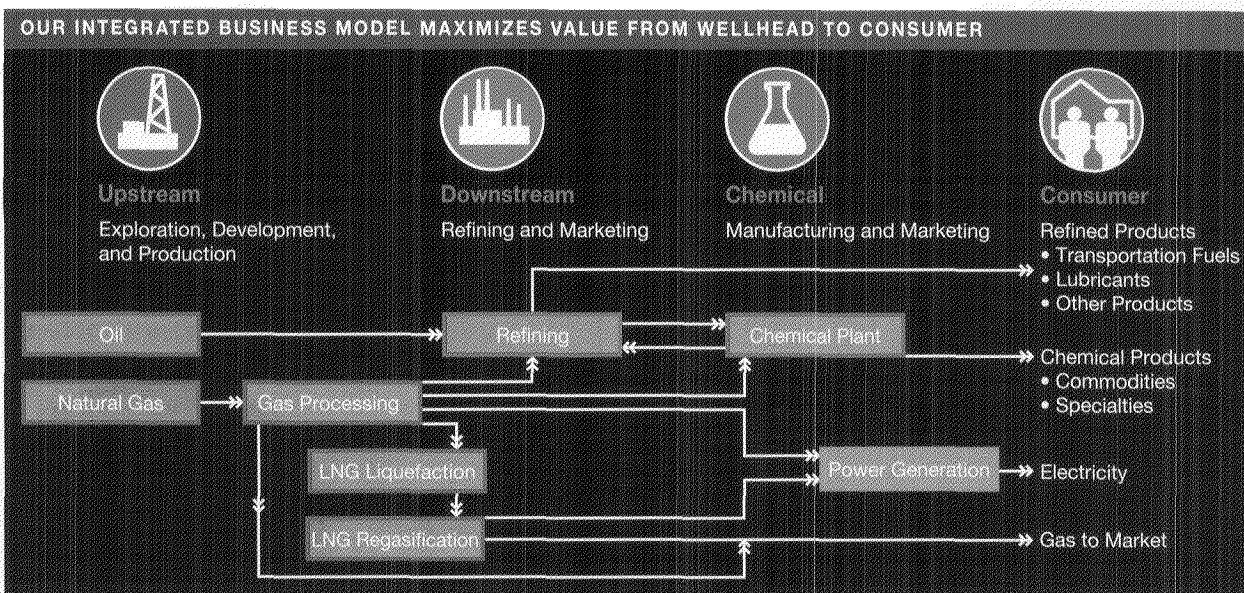 OUR INTEGRATED BUSINESS MODEL MAXIMIZES VALUE FROM WELLHEAD TO CONSUMER
Upstream
Exploration, Development,
and Production
Downstream
Refining and Marketing
Chemical
Manufacturing and Marketing
Consumer
Refined Products
• Transportation Fuels
• Lubricants
• Other Products
Oil
Refining
Chemical Plant
Chemical Products
• Commodities
• Specialties
Natural Gas
Gas Processing
LNG Liquefaction
Power Generation
Electricity
LNG Regasification
Gas to Market